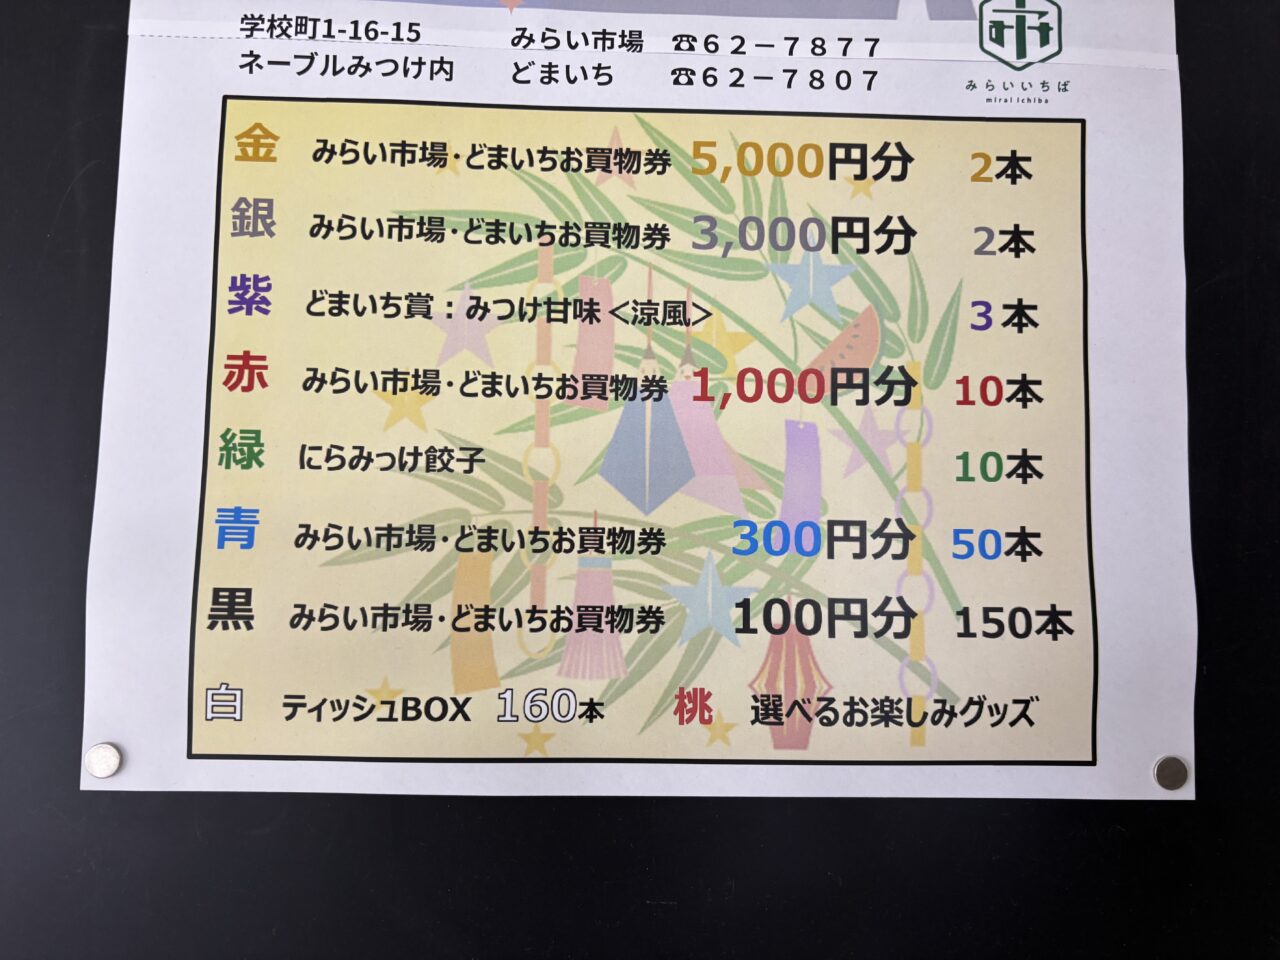 学校町1-16-15
みらい市場 ☎62－7877
ネーブルみつけ内
どまいち ☎62－7807
みらいいちば
mirai ichiba
金 みらい市場・どまいちお買物券 5,000円分 2本
銀 みらい市場・どまいちお買物券 3,000円分 2本
紫 どまいち賞：みつけ甘味＜涼風＞ 3本
赤 みらい市場・どまいちお買物券 1,000円分 10本
緑 にらみっけ餃子 10本
青 みらい市場・どまいちお買物券 300円分 50本
黒 みらい市場・どまいちお買物券 100円分 150本
白 ティッシュBOX 160本 桃 選べるお楽しみグッズ